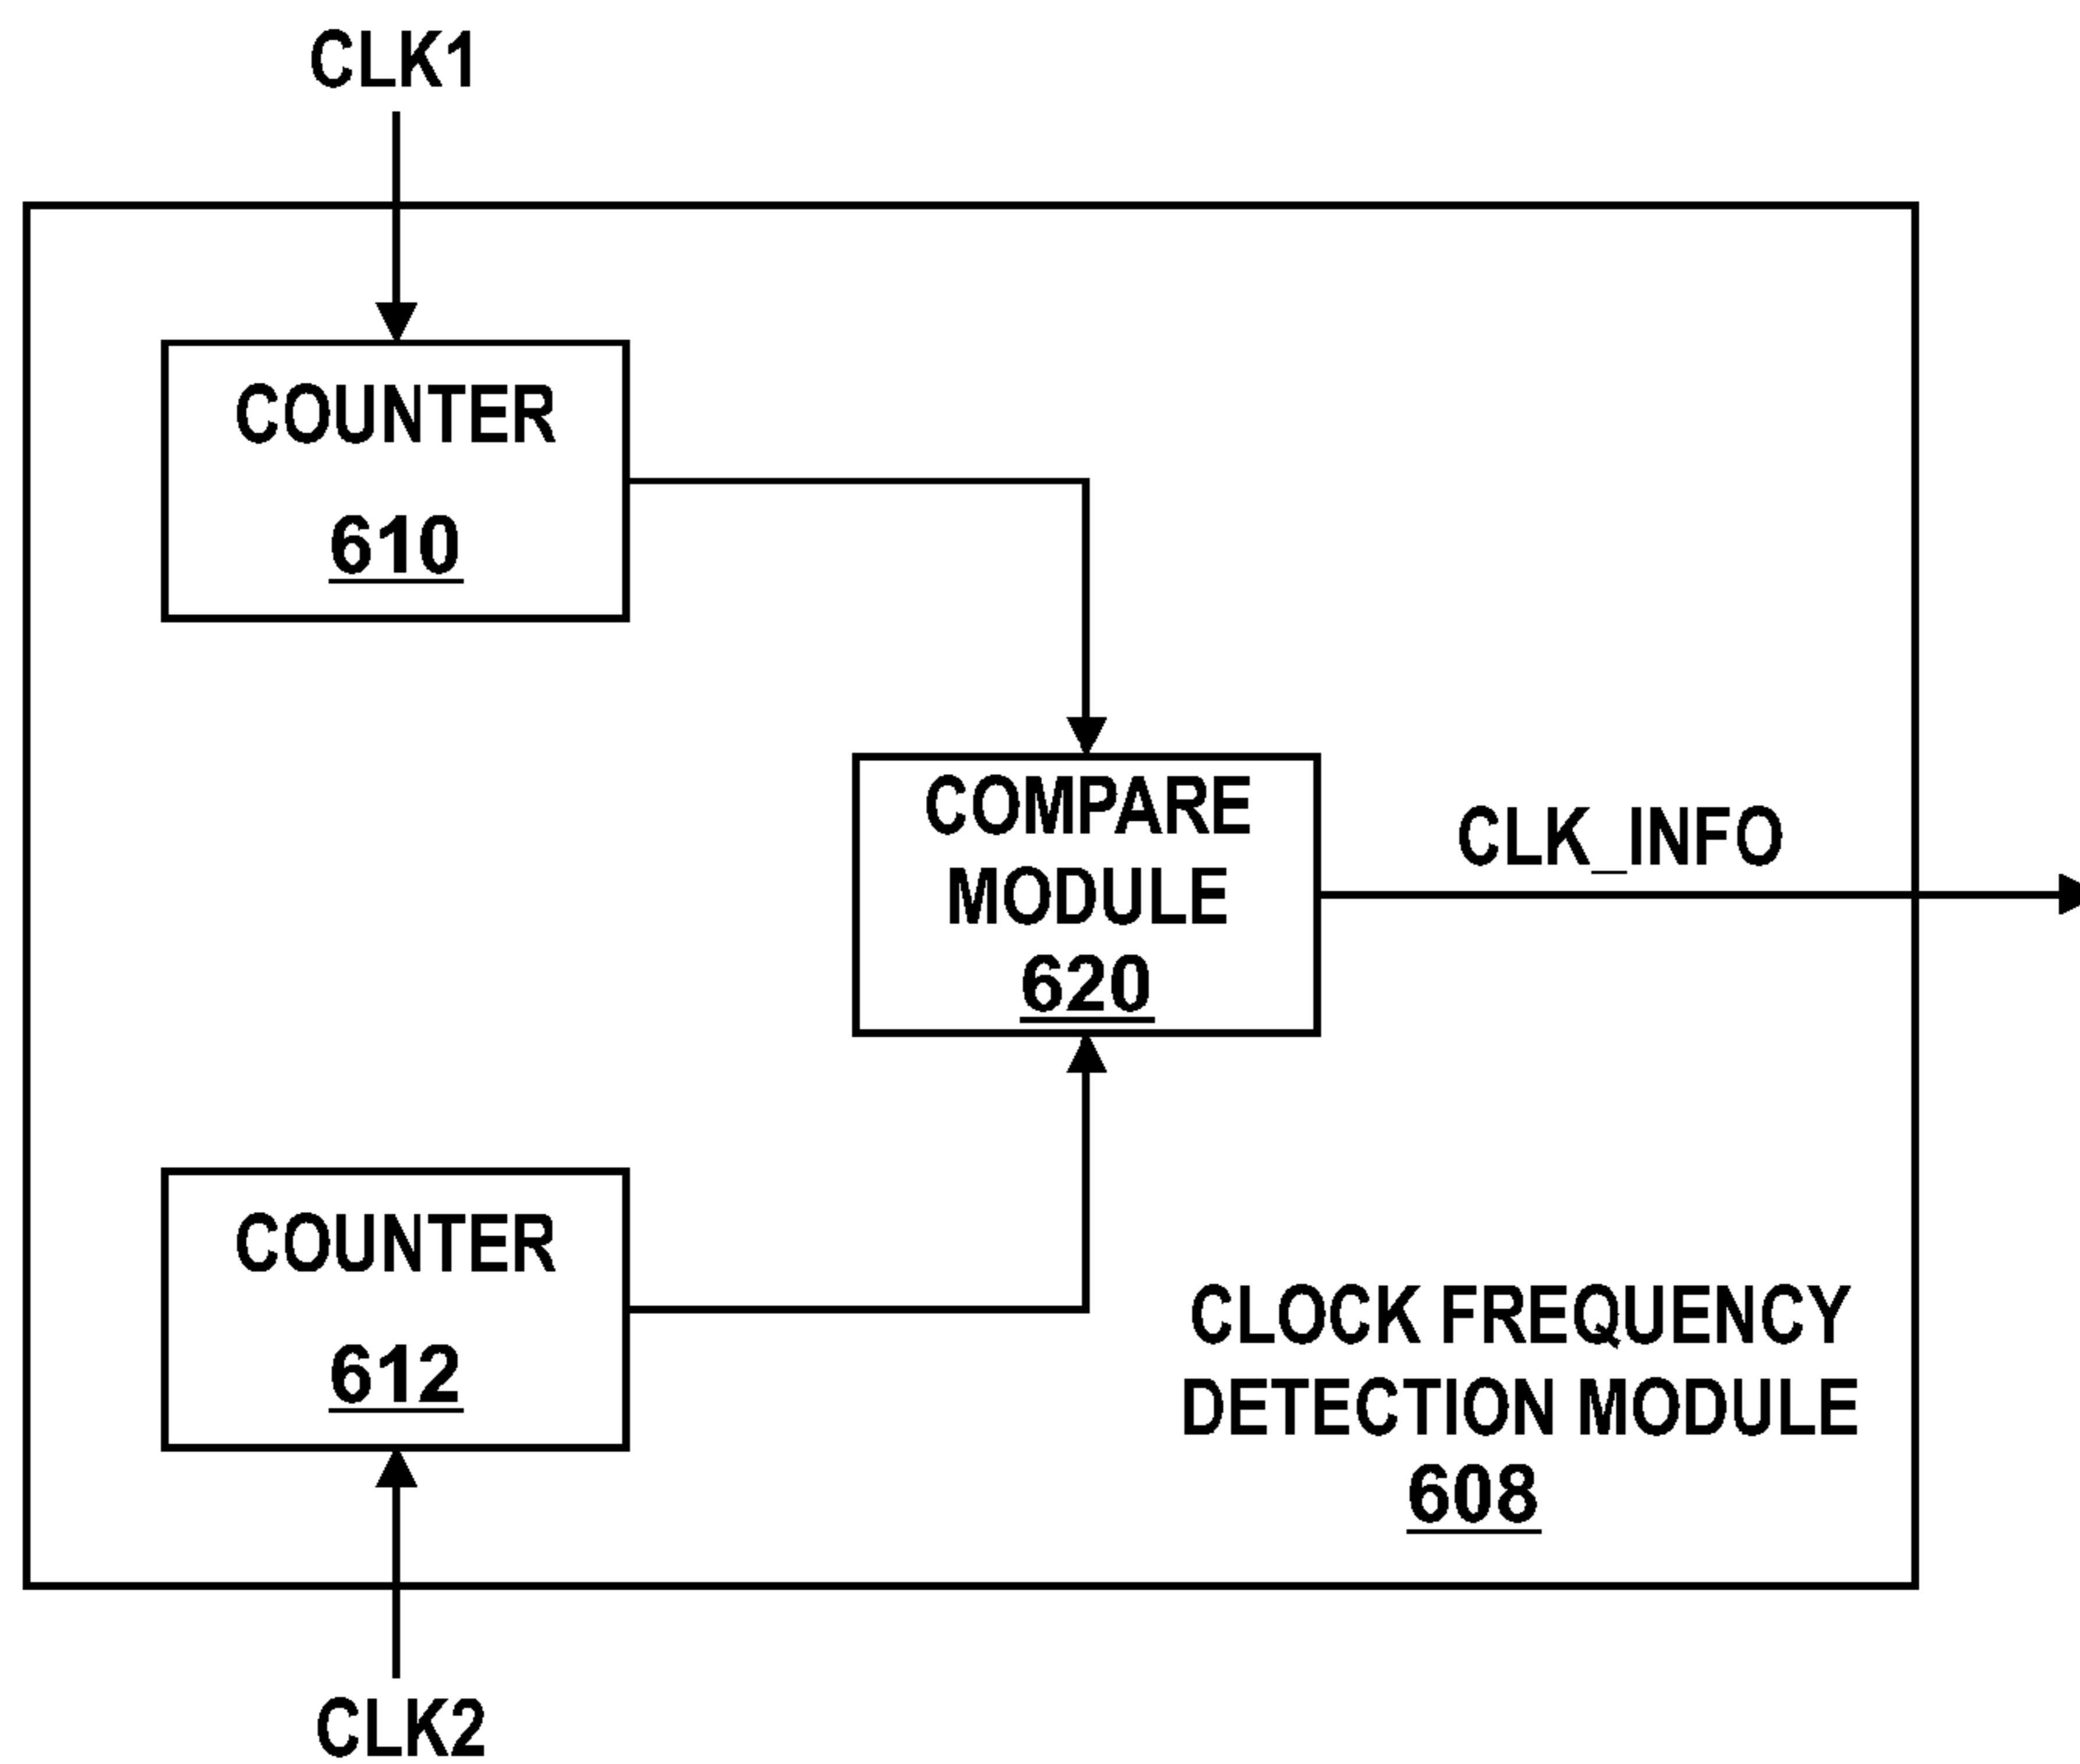 CLK1
COUNTER
610
COMPARE
MODULE
620
CLK_INFO
COUNTER
612
CLOCK FREQUENCY
DETECTION MODULE
608
CLK2